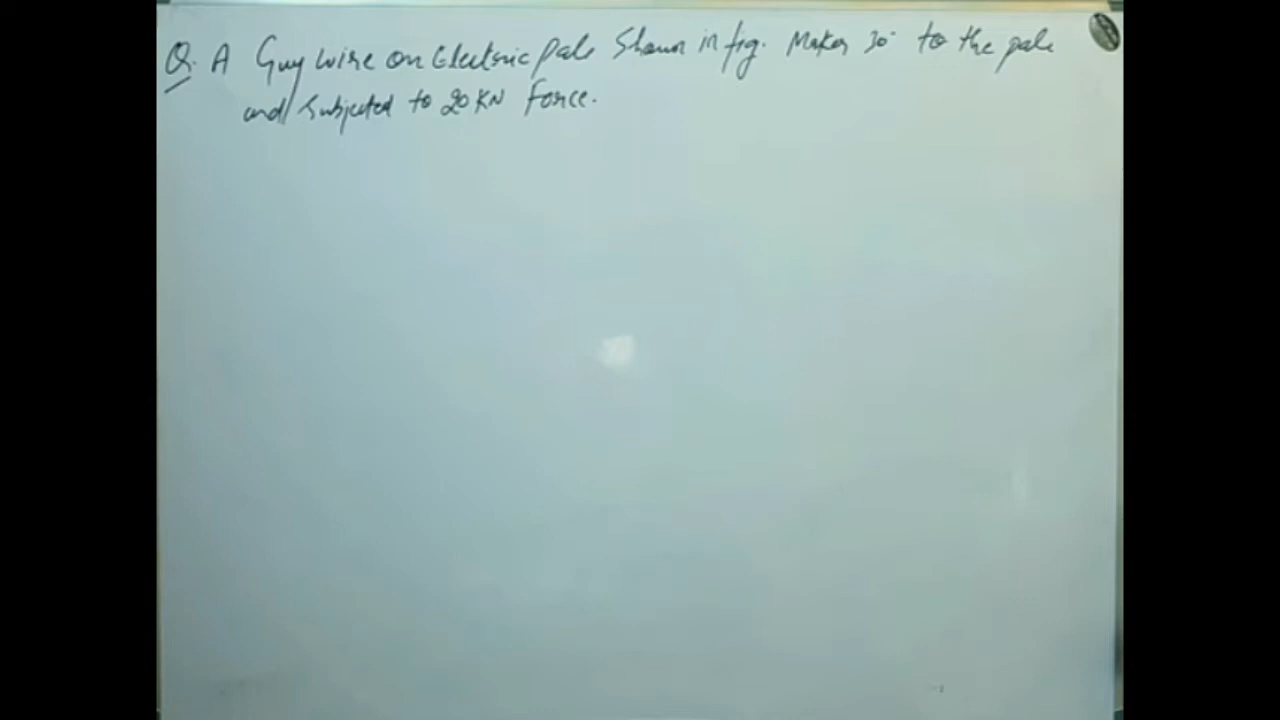 Q. A Guy wire on Electric pole Shown in fig. Makes 30° to the pole
and subjected to 20 KN force.